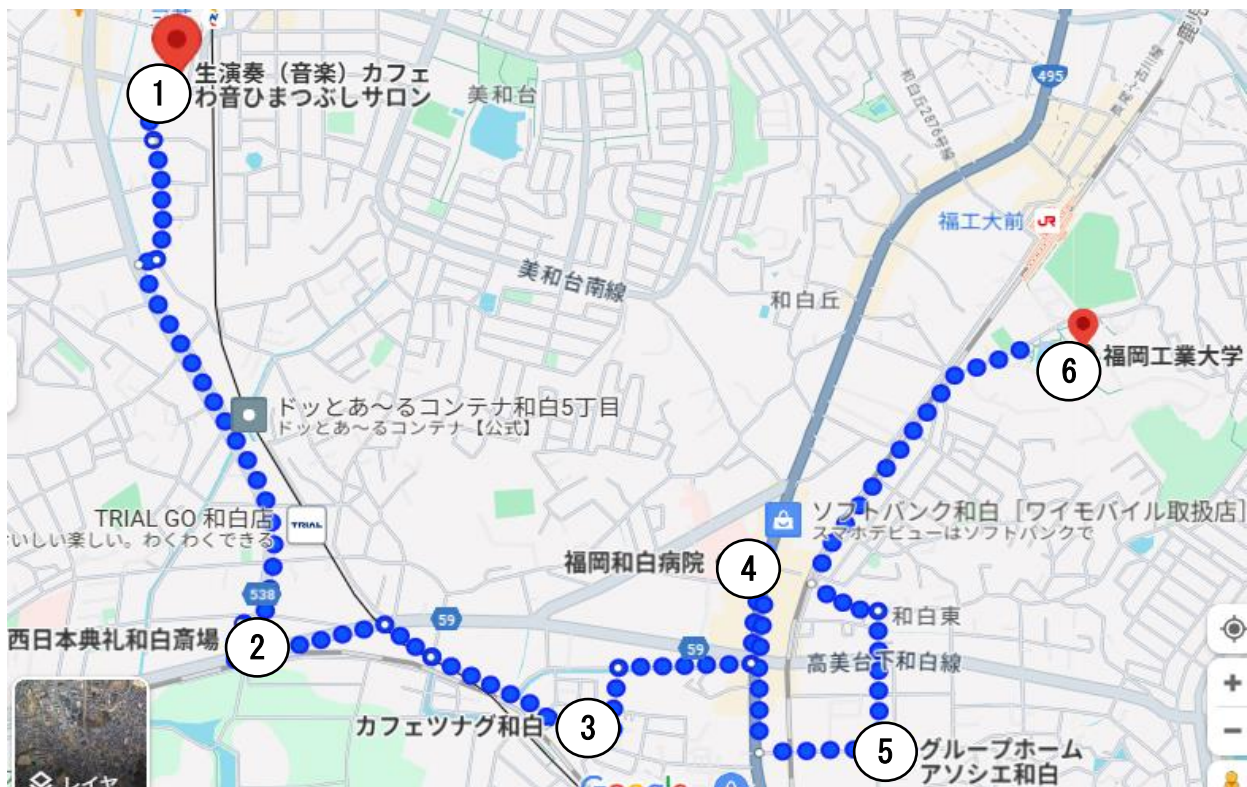 495
1
生演奏（音楽）カフェ
わ音ひまつぶしサロン
美和台
和白丘2876号線
福工大前
JR
美和台南線
和白丘
6
福岡工業大学
ドッとあ～るコンテナ和白5丁目
ドッとあ～るコンテナ【公式】
TRIAL GO 和白店
いしい楽しい。わくわくできる
TRIAL
ソフトバンク和白［ワイモバイル取扱店］
スマホデビューはソフトバンクで
福岡和白病院
4
538
59
和白東
西日本典礼和白斎場
2
59
高美台下和白線
カフェツナグ和白
3
5
グループホーム
アソシエ和白
レイヤ
Google